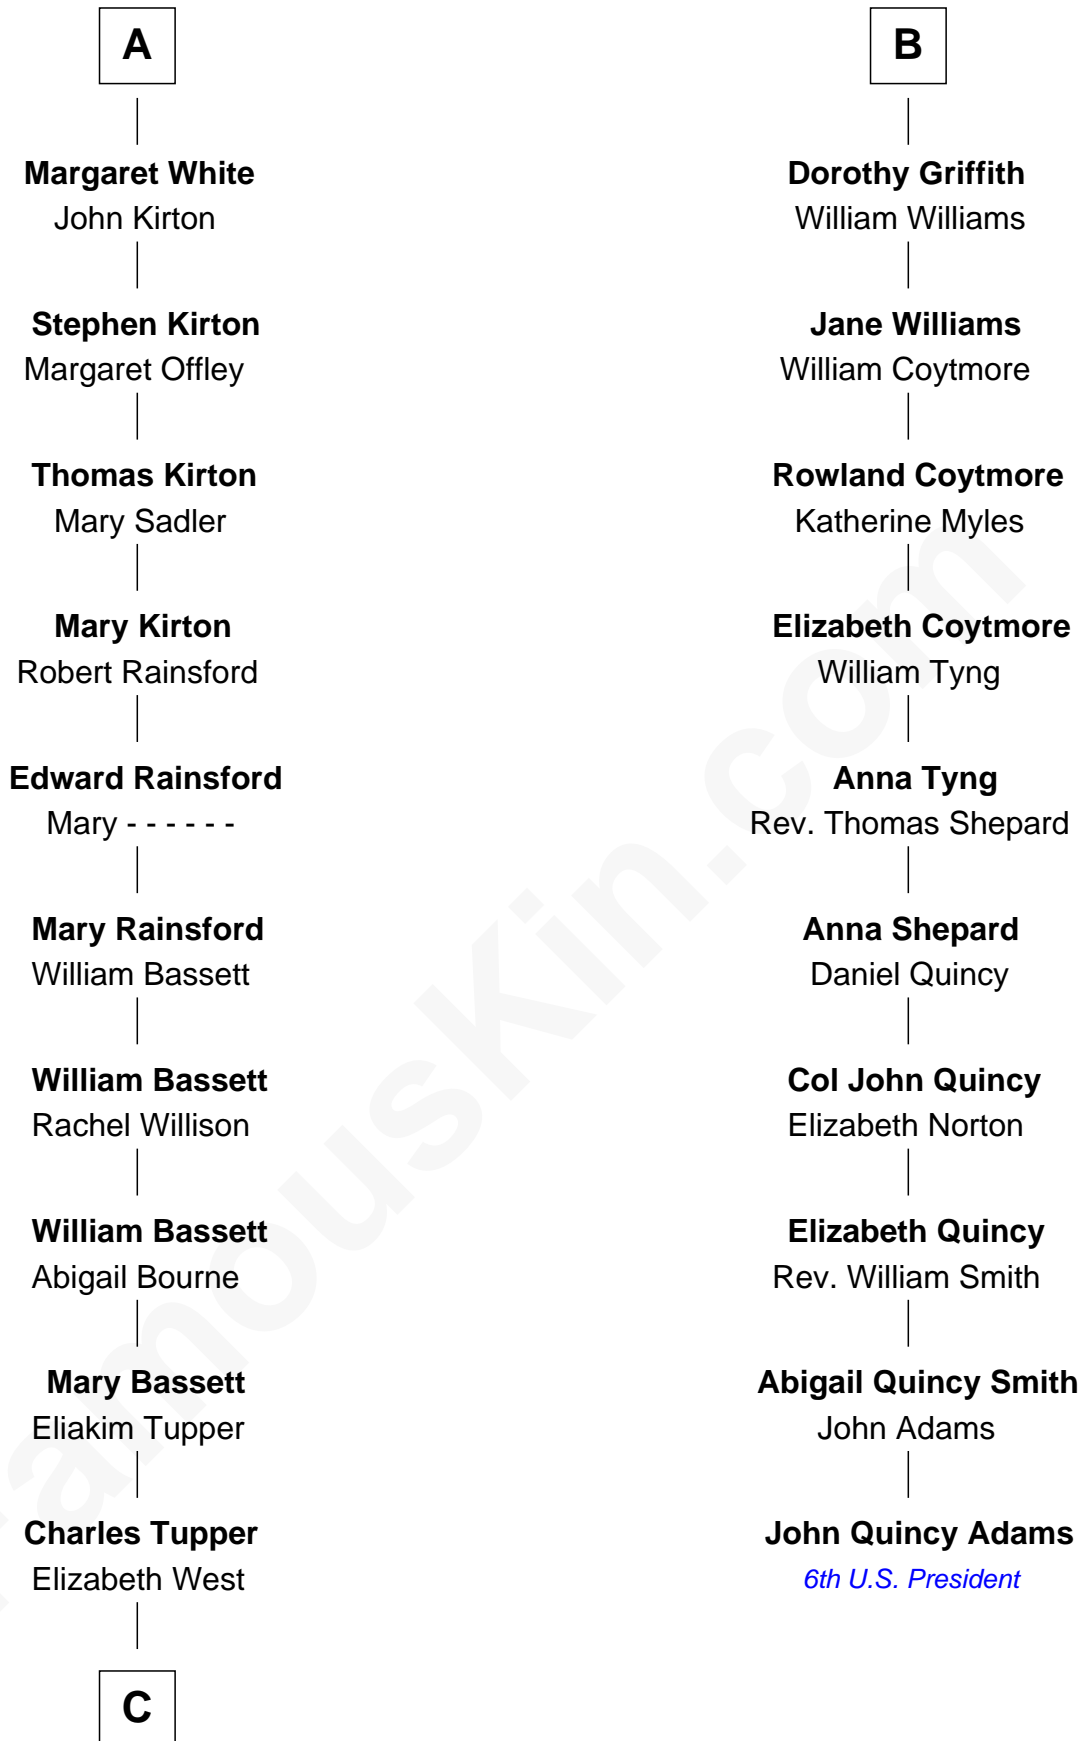 A
Margaret White
John Kirton
Stephen Kirton
Margaret Offley
Thomas Kirton
Mary Sadler
Mary Kirton
Robert Rainsford
Edward Rainsford
Mary - - - - - -
Mary Rainsford
William Bassett
William Bassett
Rachel Willison
William Bassett
Abigail Bourne
Mary Bassett
Eliakim Tupper
Charles Tupper
Elizabeth West
C
B
Dorothy Griffith
William Williams
Jane Williams
William Coytmore
Rowland Coytmore
Katherine Myles
Elizabeth Coytmore
William Tyng
Anna Tyng
Rev. Thomas Shepard
Anna Shepard
Daniel Quincy
Col John Quincy
Elizabeth Norton
Elizabeth Quincy
Rev. William Smith
Abigail Quincy Smith
John Adams
John Quincy Adams
6th U.S. President
FamousKin.com